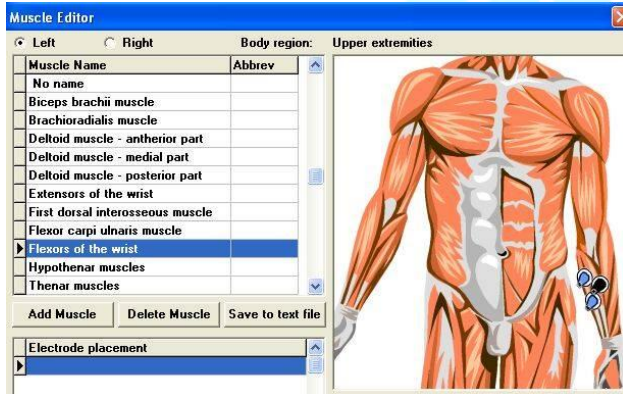 Muscle Editor
Left Right Body region: Upper extremities
Muscle Name Abbrev
No name
Biceps brachii muscle
Brachioradialis muscle
Deltoid muscle - antherior part
Deltoid muscle - medial part
Deltoid muscle - posterior part
Extensors of the wrist
First dorsal interosseous muscle
Flexor carpi ulnaris muscle
Flexors of the wrist
Hypothenar muscles
Thenar muscles
Add Muscle Delete Muscle Save to text file
Electrode placement